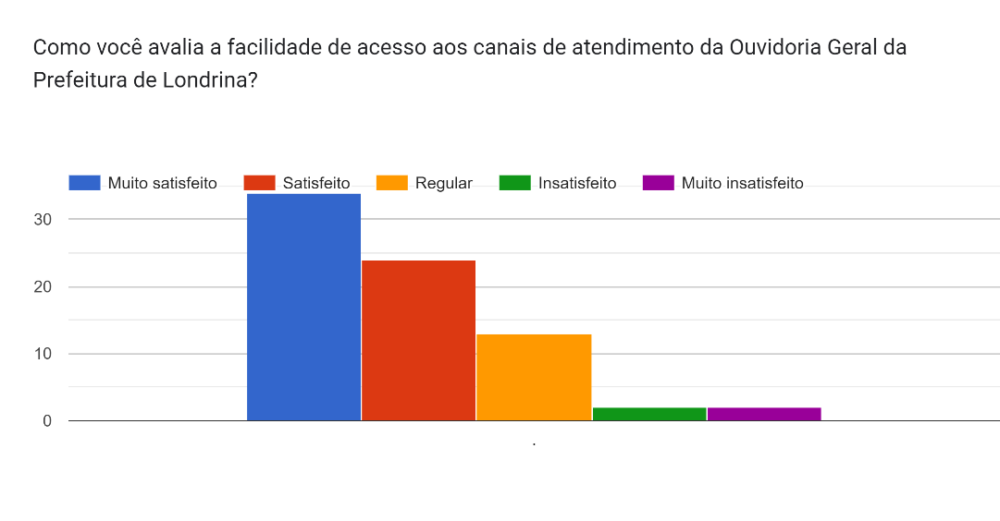 Como você avalia a facilidade de acesso aos canais de atendimento da Ouvidoria Geral da
Prefeitura de Londrina?
Muito satisfeito Satisfeito Regular Insatisfeito Muito insatisfeito
30
20
10
0
.